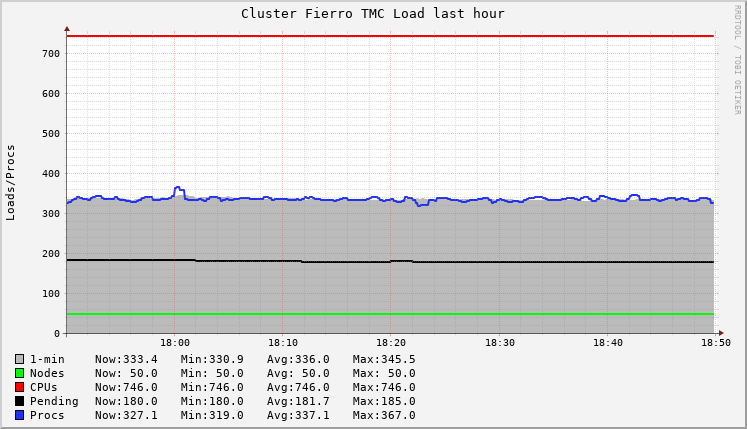 Cluster Fierro TMC Load last hour
RRDTOOL / TOBI OETIKER
Loads/Procs
700
600
500
400
300
200
100
0
18:00 18:10 18:20 18:30 18:40 18:50
1-min Now:333.4 Min:330.9 Avg:336.0 Max:345.5
Nodes Now: 50.0 Min: 50.0 Avg: 50.0 Max: 50.0
CPUs Now:746.0 Min:746.0 Avg:746.0 Max:746.0
Pending Now:180.0 Min:180.0 Avg:181.7 Max:185.0
Procs Now:327.1 Min:319.0 Avg:337.1 Max:367.0